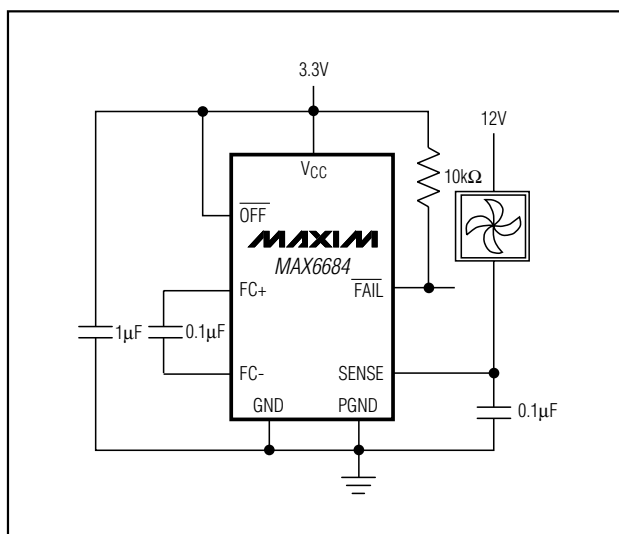 3.3V
12V
VCC
10kΩ
OFF
MAXIM
MAX6684
FC+
FAIL
1µF
0.1µF
FC-
SENSE
GND
PGND
0.1µF